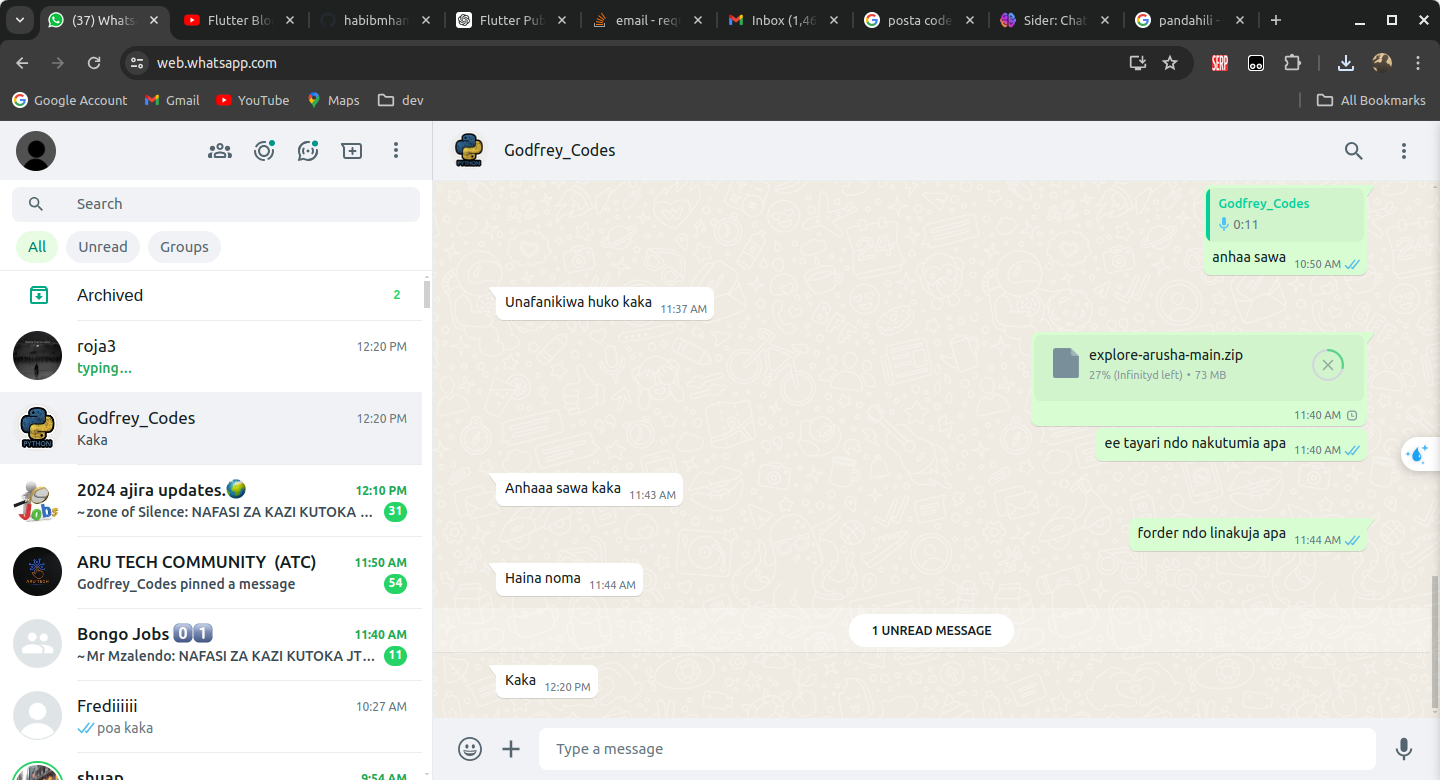 (37) Whats
Flutter Blo
habibmhan
Flutter Pub
email - requ
Inbox (1,46
posta code
Sider: Chat
pandahili -
web.whatsapp.com
SERP
Google Account
Gmail
YouTube
Maps
dev
All Bookmarks
Godfrey_Codes
Search
All
Unread
Groups
Archived
2
roja3
12:20 PM
typing...
Godfrey_Codes
12:20 PM
Kaka
2024 ajira updates.🌍
12:10 PM
~ zone of Silence: NAFASI ZA KAZI KUTOKA ...
31
ARU TECH COMMUNITY (ATC)
11:50 AM
Godfrey_Codes pinned a message
54
Bongo Jobs 0️⃣1️⃣
11:40 AM
~ Mr Mzalendo: NAFASI ZA KAZI KUTOKA JT...
11
Frediiiiii
10:27 AM
poa kaka
shuap
9:54 AM
Godfrey_Codes
0:11
anhaa sawa 10:50 AM
Unafanikiwa huko kaka 11:37 AM
explore-arusha-main.zip
27% (Infinityd left) • 73 MB
11:40 AM
ee tayari ndo nakutumia apa 11:40 AM
Anhaaa sawa kaka 11:43 AM
forder ndo linakuja apa 11:44 AM
Haina noma 11:44 AM
1 UNREAD MESSAGE
Kaka 12:20 PM
Type a message
PYTHON
Jobs
ARU TECH